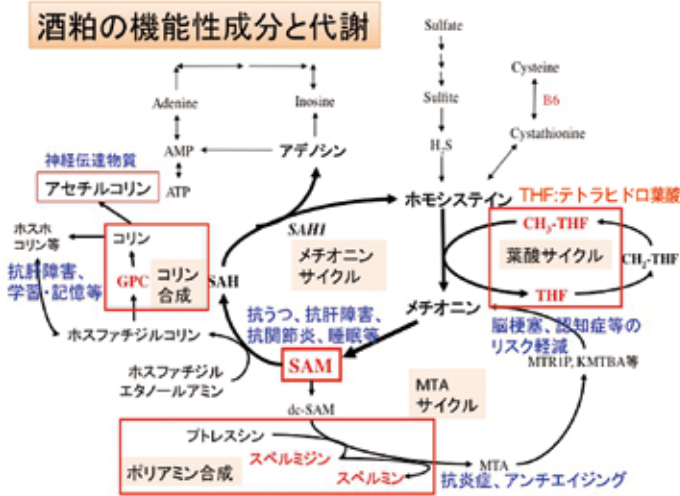 酒粕の機能性成分と代謝
Sulfate
Sulfite
H2S
Cysteine
B6
Cystathionine
Adenine
Inosine
AMP
アデノシン
ATP
神経伝達物質
アセチルコリン
ホスホ
コリン等
コリン
GPC
コリン
合成
抗肝障害、
学習・記憶等
ホスファチジルコリン
ホスファチジル
エタノールアミン
SAH
SAH1
メチオニン
サイクル
ホモシステイン
THF:テトラヒドロ葉酸
CH3-THF
葉酸サイクル
CH2-THF
THF
メチオニン
抗うつ、抗肝障害、
抗関節炎、睡眠等
脳梗塞、認知症等の
リスク軽減
SAM
MTR1P, KMTBA等
MTA
サイクル
dc-SAM
プトレスシン
スペルミジン
スペルミン
ポリアミン合成
MTA
抗炎症、アンチエイジング